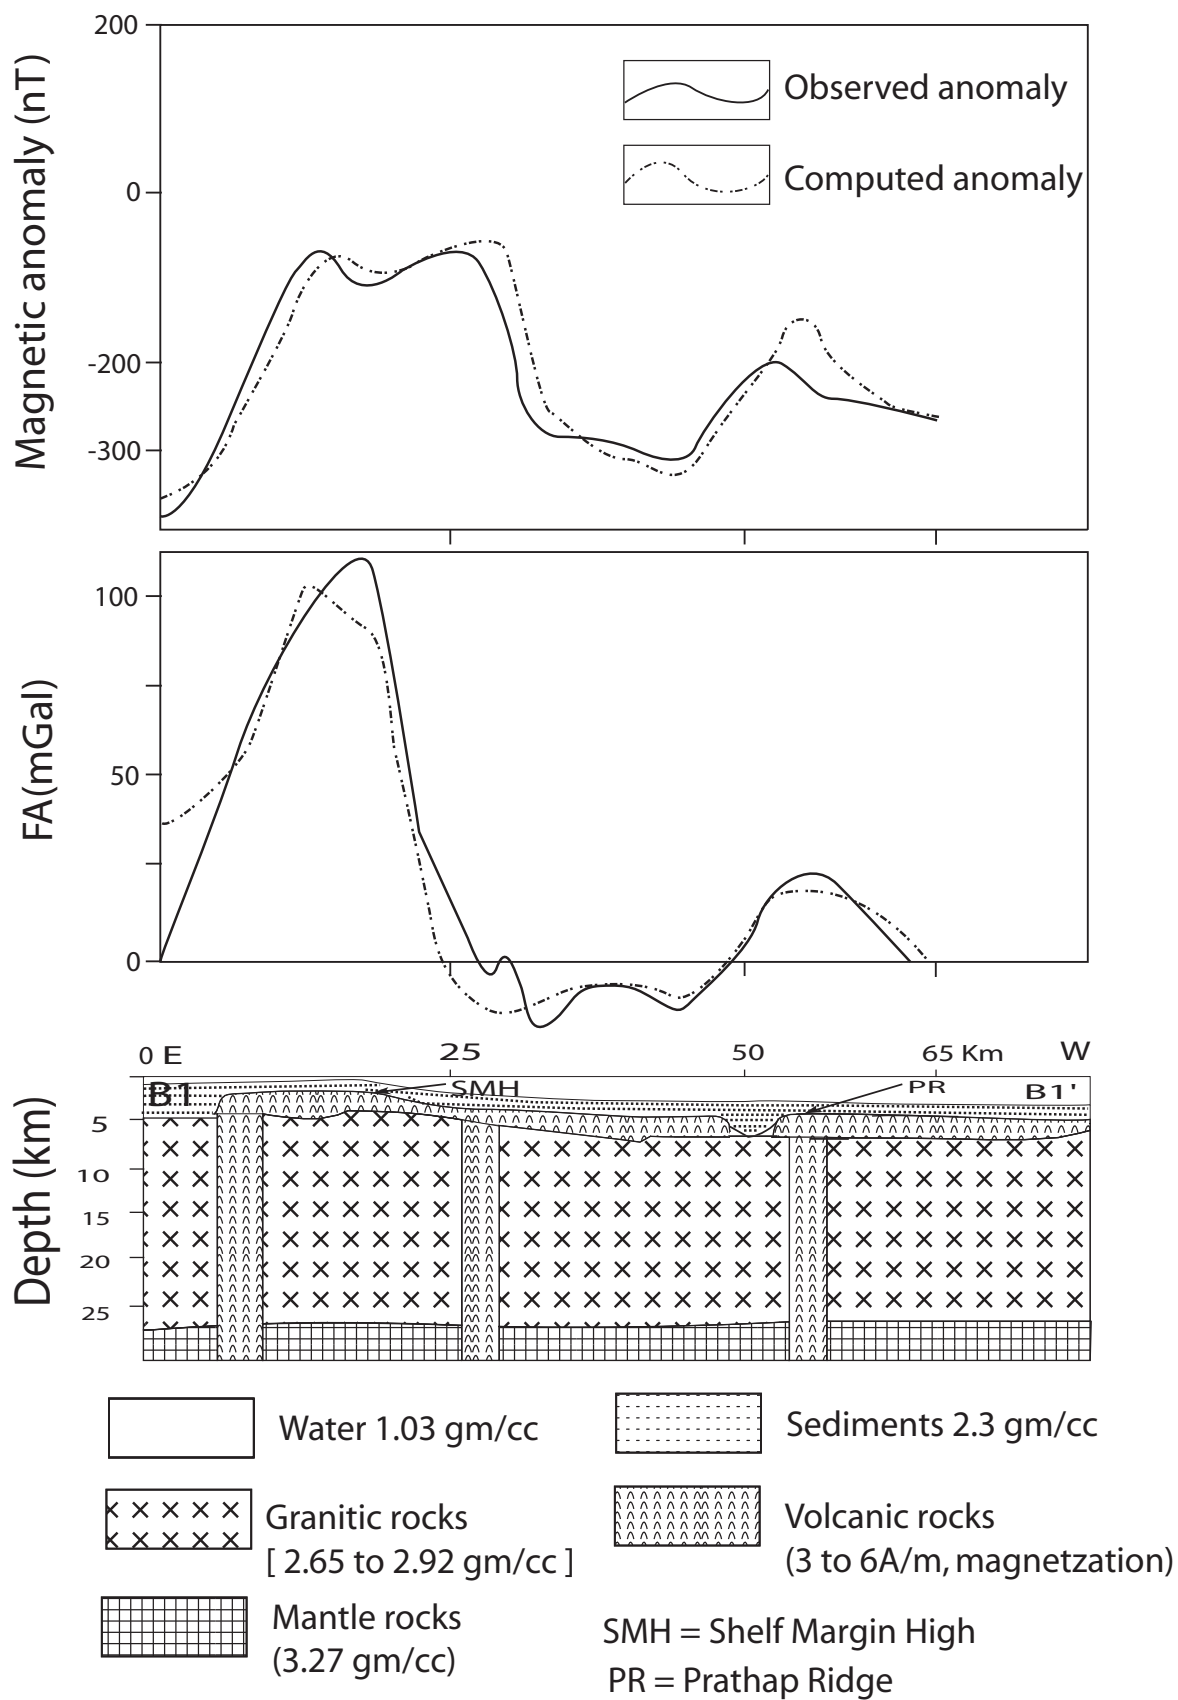 Magnetic anomaly (nT)
200
0
-200
-300
Observed anomaly
Computed anomaly
FA(mGal)
100
50
0
0 E
25
50
65 Km
W
B1
SMH
PR
B1'
Depth (km)
5
10
15
20
25
Water 1.03 gm/cc
Sediments 2.3 gm/cc
Granitic rocks
[ 2.65 to 2.92 gm/cc ]
Volcanic rocks
(3 to 6A/m, magnetzation)
Mantle rocks
(3.27 gm/cc)
SMH = Shelf Margin High
PR = Prathap Ridge